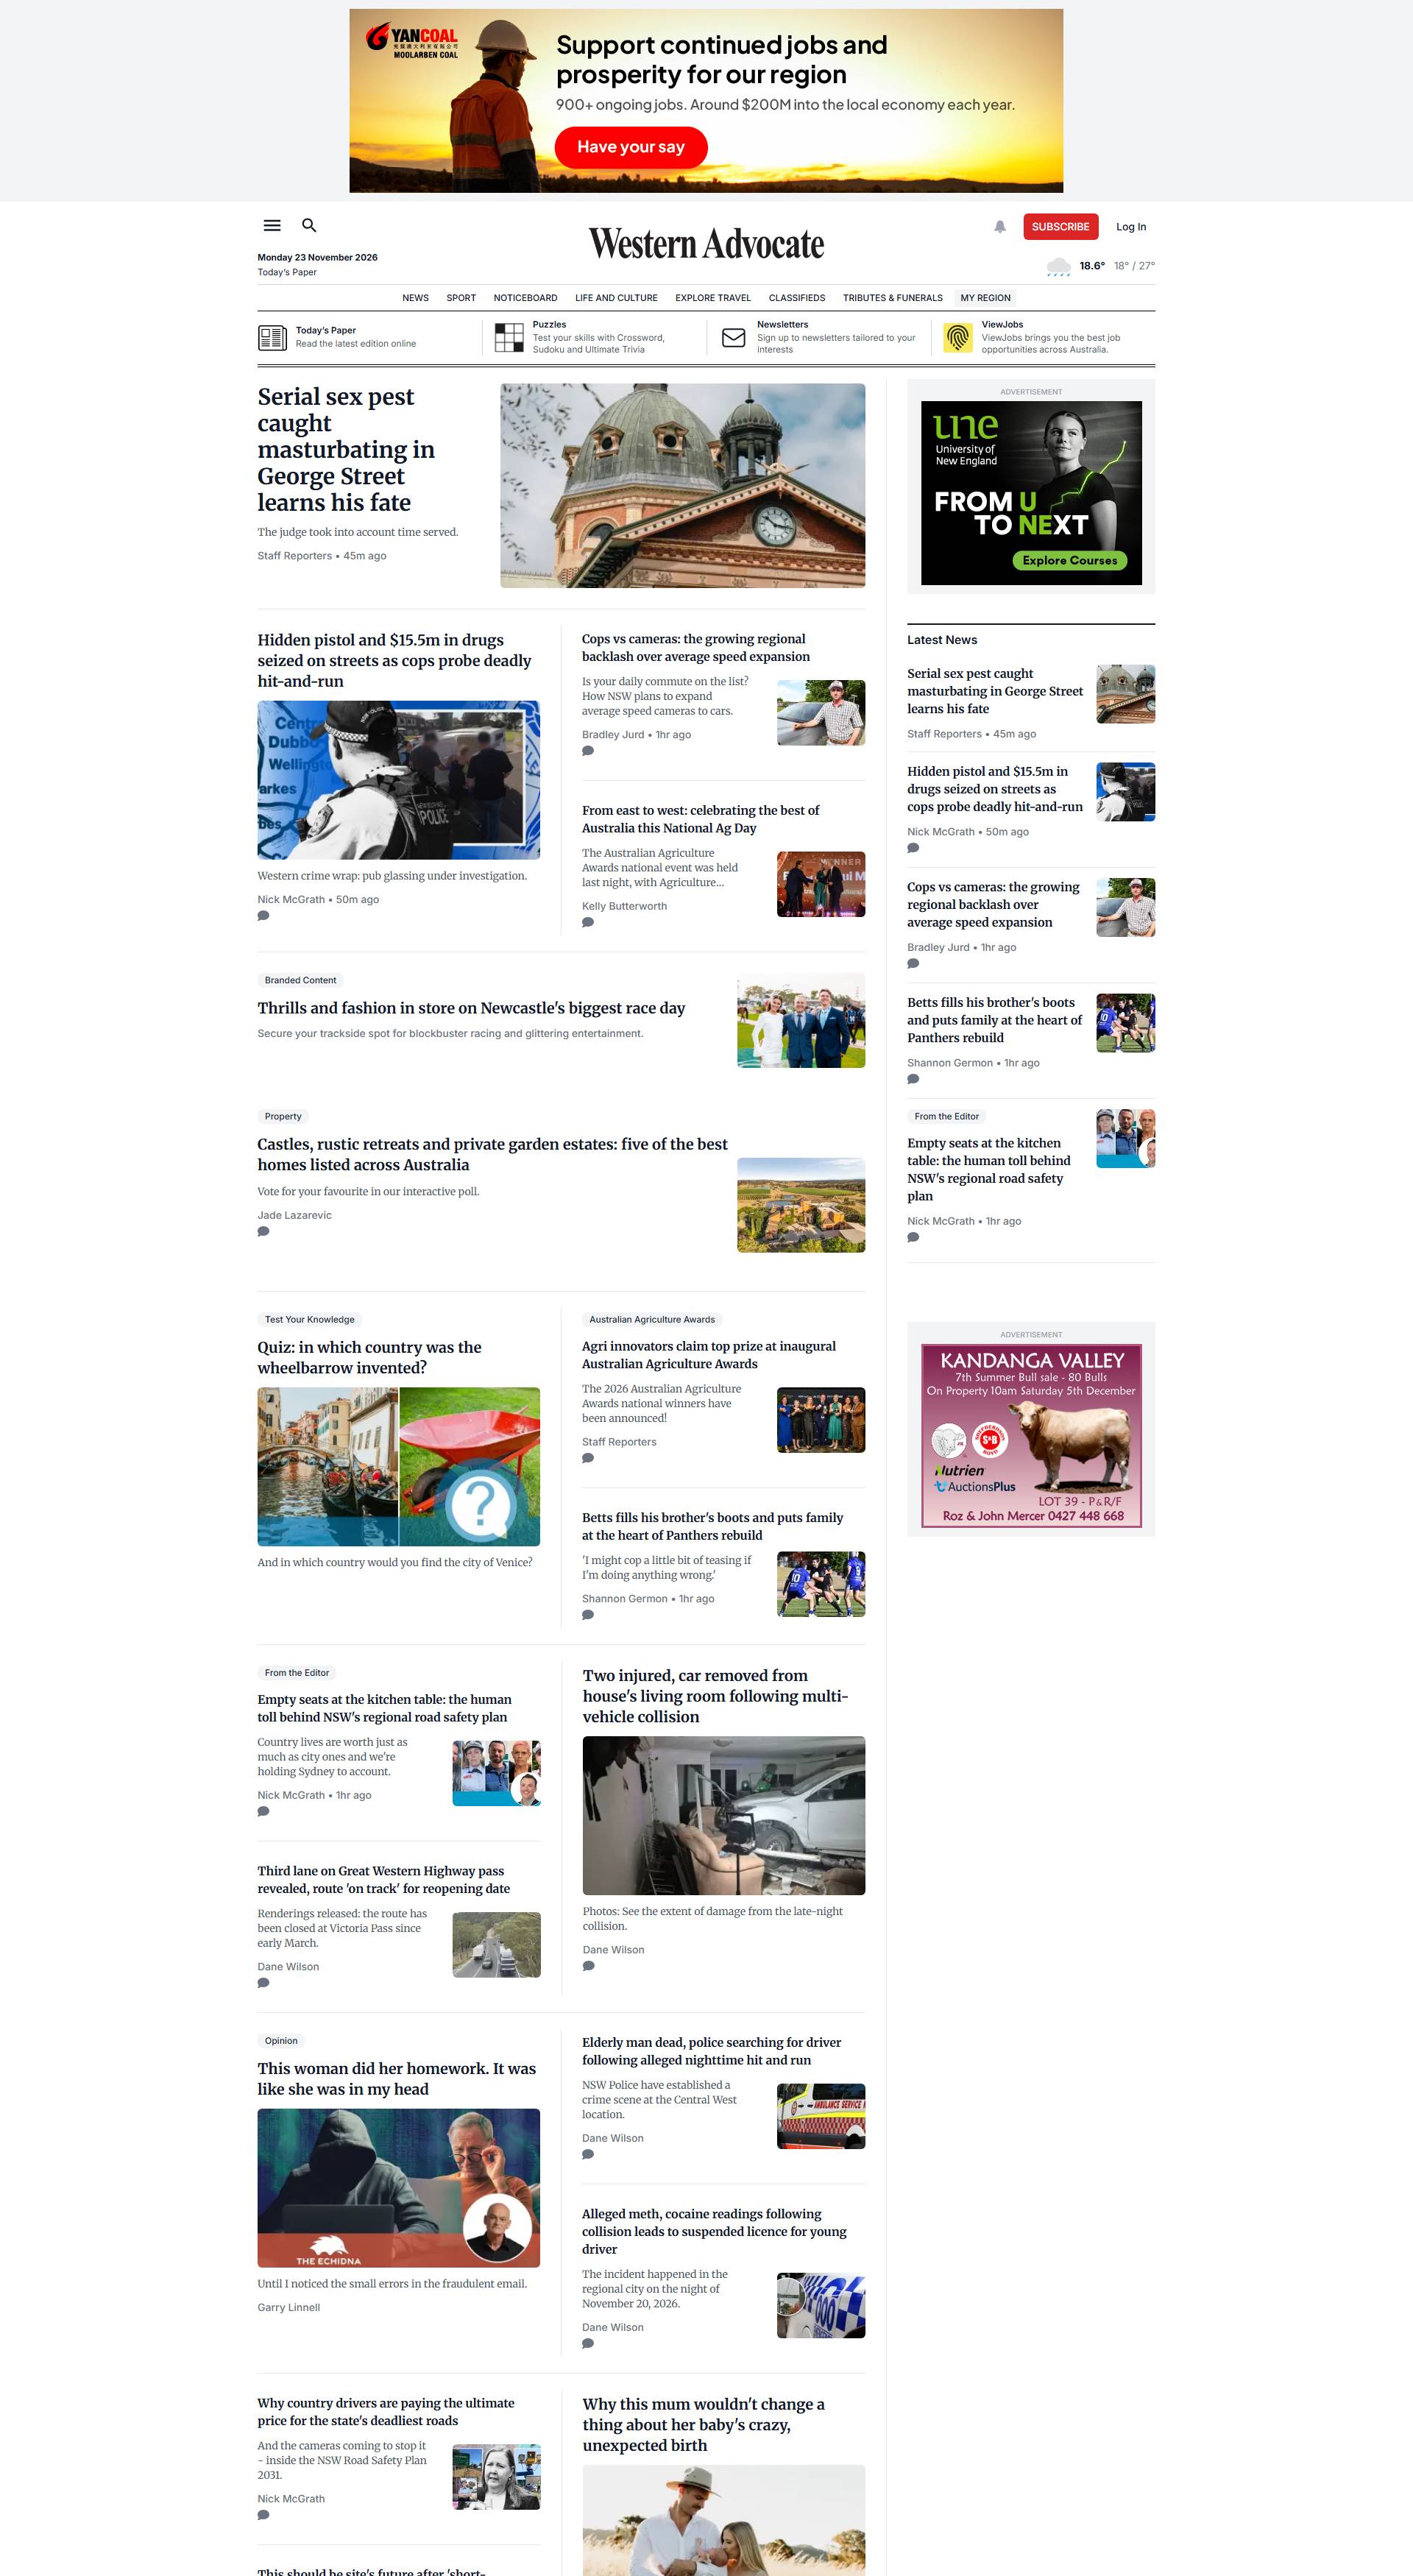 YANCOAL
MOOLARBEN COAL
Support continued jobs and
prosperity for our region
900+ ongoing jobs. Around $200M into the local economy each year.
Have your say
SUBSCRIBE
Log In
Western Advocate
Monday 23 November 2026
Today's Paper
18.6° 18° / 27°
NEWS SPORT NOTICEBOARD LIFE AND CULTURE EXPLORE TRAVEL CLASSIFIEDS TRIBUTES & FUNERALS MY REGION
Today's Paper
Read the latest edition online
Puzzles
Test your skills with Crossword,
Sudoku and Ultimate Trivia
Newsletters
Sign up to newsletters tailored to your
interests
ViewJobs
ViewJobs brings you the best job
opportunities across Australia.
Serial sex pest
caught
masturbating in
George Street
learns his fate
The judge took into account time served.
Staff Reporters • 45m ago
Hidden pistol and $15.5m in drugs
seized on streets as cops probe deadly
hit-and-run
Centr
Dubbo
Wellingto
arkes
bes
POLICE
Western crime wrap: pub glassing under investigation.
Nick McGrath • 50m ago
Cops vs cameras: the growing regional
backlash over average speed expansion
Is your daily commute on the list?
How NSW plans to expand
average speed cameras to cars.
Bradley Jurd • 1hr ago
From east to west: celebrating the best of
Australia this National Ag Day
The Australian Agriculture
Awards national event was held
last night, with Agriculture...
Kelly Butterworth
Branded Content
Thrills and fashion in store on Newcastle's biggest race day
Secure your trackside spot for blockbuster racing and glittering entertainment.
Property
Castles, rustic retreats and private garden estates: five of the best
homes listed across Australia
Vote for your favourite in our interactive poll.
Jade Lazarevic
Test Your Knowledge
Quiz: in which country was the
wheelbarrow invented?
?
And in which country would you find the city of Venice?
Australian Agriculture Awards
Agri innovators claim top prize at inaugural
Australian Agriculture Awards
The 2026 Australian Agriculture
Awards national winners have
been announced!
Staff Reporters
Betts fills his brother's boots and puts family
at the heart of Panthers rebuild
'I might cop a little bit of teasing if
I'm doing anything wrong.'
Shannon Germon • 1hr ago
From the Editor
Empty seats at the kitchen table: the human
toll behind NSW's regional road safety plan
Country lives are worth just as
much as city ones and we're
holding Sydney to account.
Nick McGrath • 1hr ago
Third lane on Great Western Highway pass
revealed, route 'on track' for reopening date
Renderings released: the route has
been closed at Victoria Pass since
early March.
Dane Wilson
Two injured, car removed from
house's living room following multi-
vehicle collision
Photos: See the extent of damage from the late-night
collision.
Dane Wilson
Opinion
This woman did her homework. It was
like she was in my head
THE ECHIDNA
Until I noticed the small errors in the fraudulent email.
Garry Linnell
Elderly man dead, police searching for driver
following alleged nighttime hit and run
NSW Police have established a
crime scene at the Central West
location.
AMBULANCE SERVICE
Dane Wilson
Alleged meth, cocaine readings following
collision leads to suspended licence for young
driver
The incident happened in the
regional city on the night of
November 20, 2026.
000
Dane Wilson
Why country drivers are paying the ultimate
price for the state's deadliest roads
And the cameras coming to stop it
- inside the NSW Road Safety Plan
2031.
Nick McGrath
This should be site's future after 'short-
Why this mum wouldn't change a
thing about her baby's crazy,
unexpected birth
ADVERTISEMENT
une
University of
New England
FROM U
TO NEXT
Explore Courses
Latest News
Serial sex pest caught
masturbating in George Street
learns his fate
Staff Reporters • 45m ago
Hidden pistol and $15.5m in
drugs seized on streets as
cops probe deadly hit-and-run
Nick McGrath • 50m ago
Cops vs cameras: the growing
regional backlash over
average speed expansion
Bradley Jurd • 1hr ago
Betts fills his brother's boots
and puts family at the heart of
Panthers rebuild
Shannon Germon • 1hr ago
From the Editor
Empty seats at the kitchen
table: the human toll behind
NSW's regional road safety
plan
Nick McGrath • 1hr ago
ADVERTISEMENT
KANDANGA VALLEY
7th Summer Bull sale - 80 Bulls
On Property 10am Saturday 5th December
S&B
Nutrien
AuctionsPlus
LOT 39 - P&R/F
Roz & John Mercer 0427 448 668